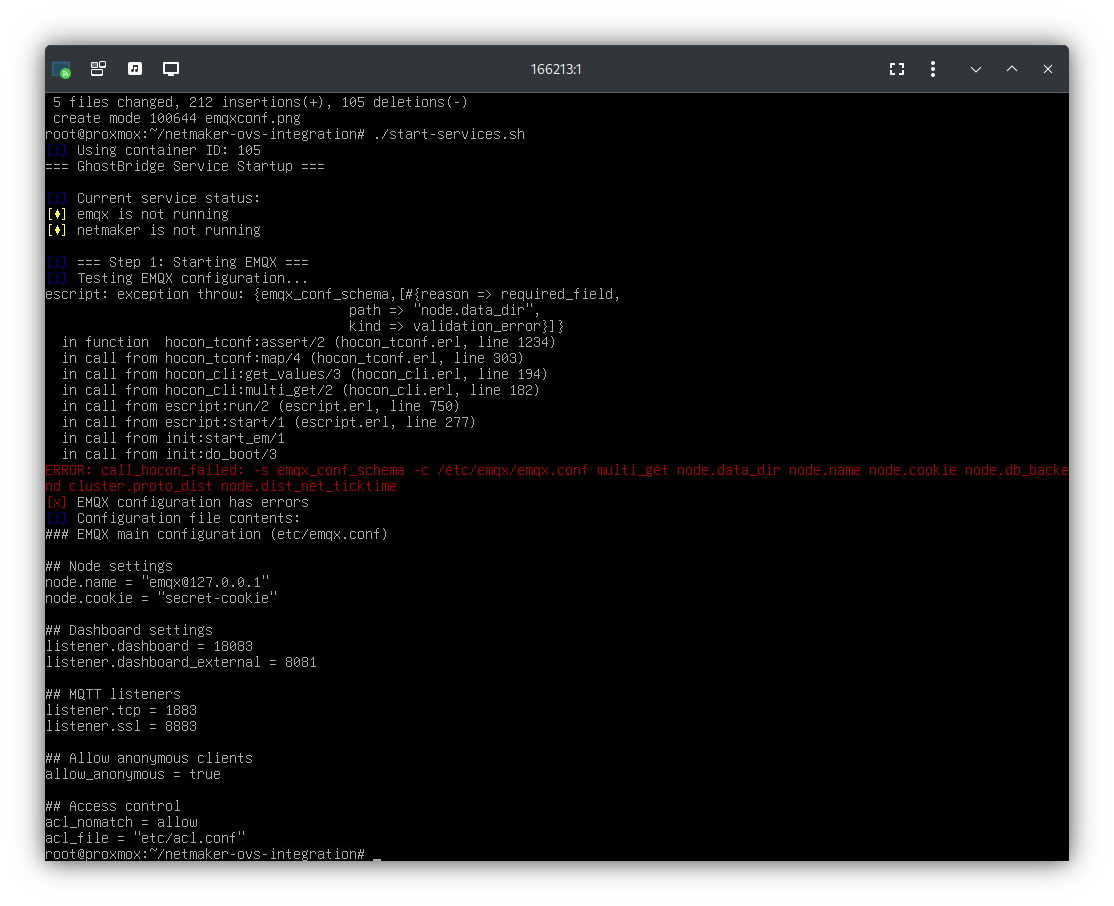 166213:1
 5 files changed, 212 insertions(+), 105 deletions(-)
 create mode 100644 emqxconf.png
root@proxmox:~/netmaker-ovs-integration# ./start-services.sh
[!] Using container ID: 105
=== GhostBridge Service Startup ===

[!] Current service status:
[♦] emqx is not running
[♦] netmaker is not running

[!] === Step 1: Starting EMQX ===
[!] Testing EMQX configuration...
escript: exception throw: {emqx_conf_schema,[#{reason => required_field,
                                      path => "node.data_dir",
                                      kind => validation_error}]}
  in function  hocon_tconf:assert/2 (hocon_tconf.erl, line 1234)
  in call from hocon_tconf:map/4 (hocon_tconf.erl, line 303)
  in call from hocon_cli:get_values/3 (hocon_cli.erl, line 194)
  in call from hocon_cli:multi_get/2 (hocon_cli.erl, line 182)
  in call from escript:run/2 (escript.erl, line 750)
  in call from escript:start/1 (escript.erl, line 277)
  in call from init:start_em/1
  in call from init:do_boot/3
ERROR: call_hocon_failed: -s emqx_conf_schema -c /etc/emqx/emqx.conf multi_get node.data_dir node.name node.cookie node.db_backe
nd cluster.proto_dist node.dist_net_ticktime
[x] EMQX configuration has errors
[!] Configuration file contents:
### EMQX main configuration (etc/emqx.conf)

## Node settings
node.name = "emqx@127.0.0.1"
node.cookie = "secret-cookie"

## Dashboard settings
listener.dashboard = 18083
listener.dashboard_external = 8081

## MQTT listeners
listener.tcp = 1883
listener.ssl = 8883

## Allow anonymous clients
allow_anonymous = true

## Access control
acl_nomatch = allow
acl_file = "etc/acl.conf"
root@proxmox:~/netmaker-ovs-integration# _